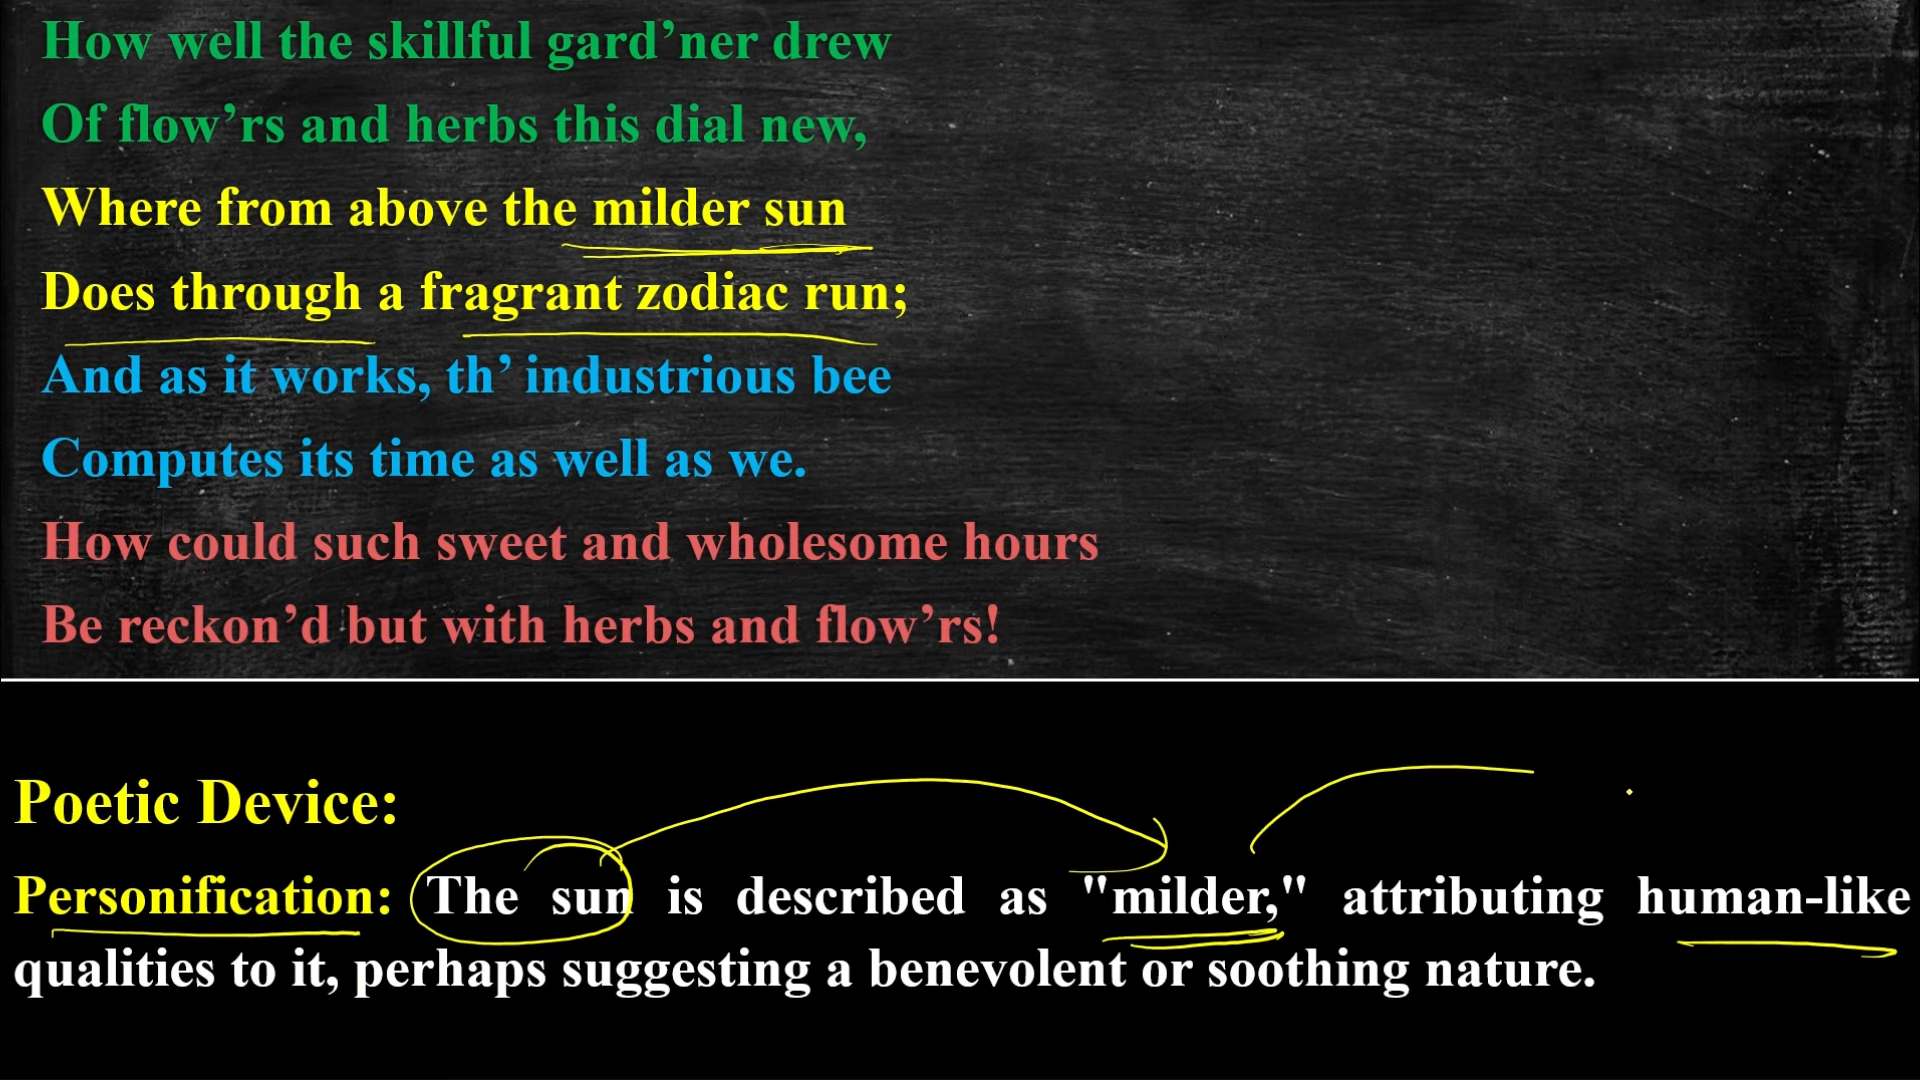 How well the skillful gard’ner drew
Of flow’rs and herbs this dial new,
Where from above the milder sun
Does through a fragrant zodiac run;
And as it works, th’ industrious bee
Computes its time as well as we.
How could such sweet and wholesome hours
Be reckon’d but with herbs and flow’rs!
Poetic Device:
Personification: The sun is described as "milder," attributing human-like
qualities to it, perhaps suggesting a benevolent or soothing nature.